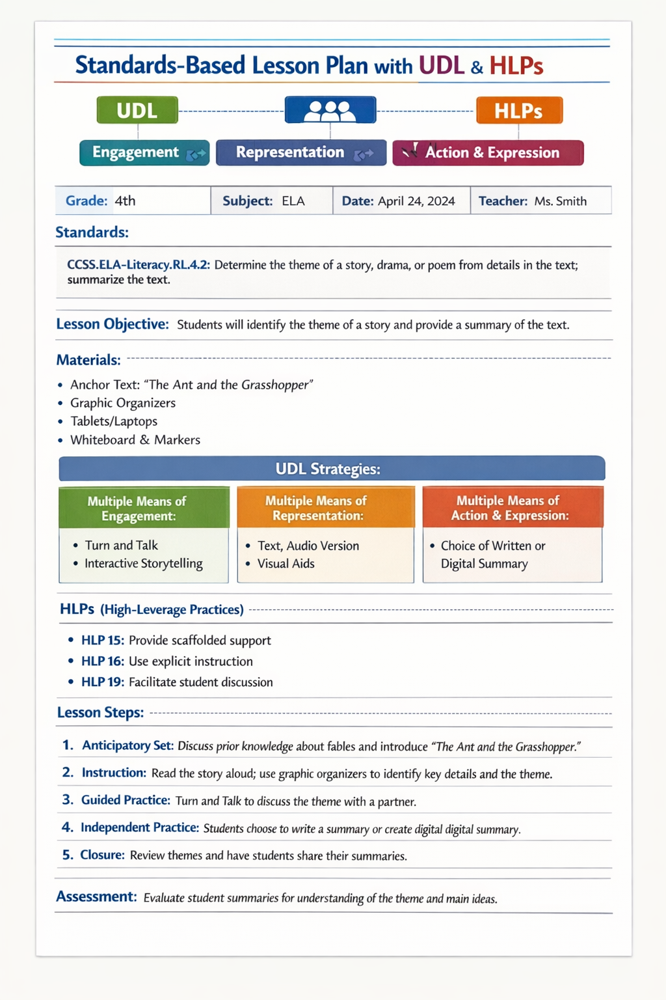 Standards-Based Lesson Plan with UDL & HLPs
UDL
HLPs
Engagement
Representation
Action & Expression
Grade: 4th
Subject: ELA
Date: April 24, 2024
Teacher: Ms. Smith
Standards:
CCSS.ELA-Literacy.RL.4.2: Determine the theme of a story, drama, or poem from details in the text;
summarize the text.
Lesson Objective: Students will identify the theme of a story and provide a summary of the text.
Materials:
• Anchor Text: “The Ant and the Grasshopper”
• Graphic Organizers
• Tablets/Laptops
• Whiteboard & Markers
UDL Strategies:
Multiple Means of
Engagement:
• Turn and Talk
• Interactive Storytelling
Multiple Means of
Representation:
• Text, Audio Version
• Visual Aids
Multiple Means of
Action & Expression:
• Choice of Written or
Digital Summary
HLPs (High-Leverage Practices)
• HLP 15: Provide scaffolded support
• HLP 16: Use explicit instruction
• HLP 19: Facilitate student discussion
Lesson Steps:
1. Anticipatory Set: Discuss prior knowledge about fables and introduce “The Ant and the Grasshopper.”
2. Instruction: Read the story aloud; use graphic organizers to identify key details and the theme.
3. Guided Practice: Turn and Talk to discuss the theme with a partner.
4. Independent Practice: Students choose to write a summary or create digital digital summary.
5. Closure: Review themes and have students share their summaries.
Assessment: Evaluate student summaries for understanding of the theme and main ideas.